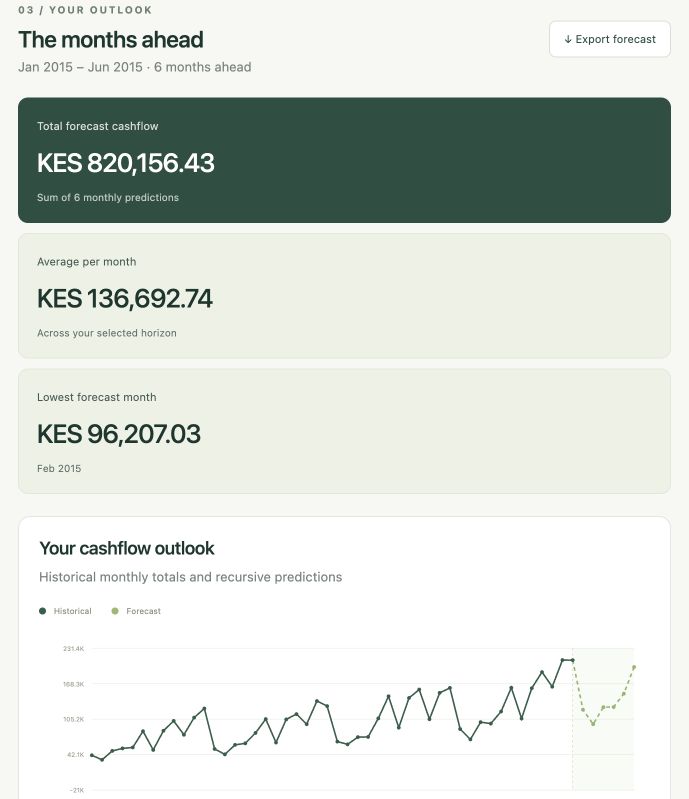 03 / YOUR OUTLOOK
The months ahead
Jan 2015 – Jun 2015 · 6 months ahead
↓ Export forecast
Total forecast cashflow
KES 820,156.43
Sum of 6 monthly predictions
Average per month
KES 136,692.74
Across your selected horizon
Lowest forecast month
KES 96,207.03
Feb 2015
Your cashflow outlook
Historical monthly totals and recursive predictions
Historical
Forecast
231.4K
168.3K
105.2K
42.1K
-21K